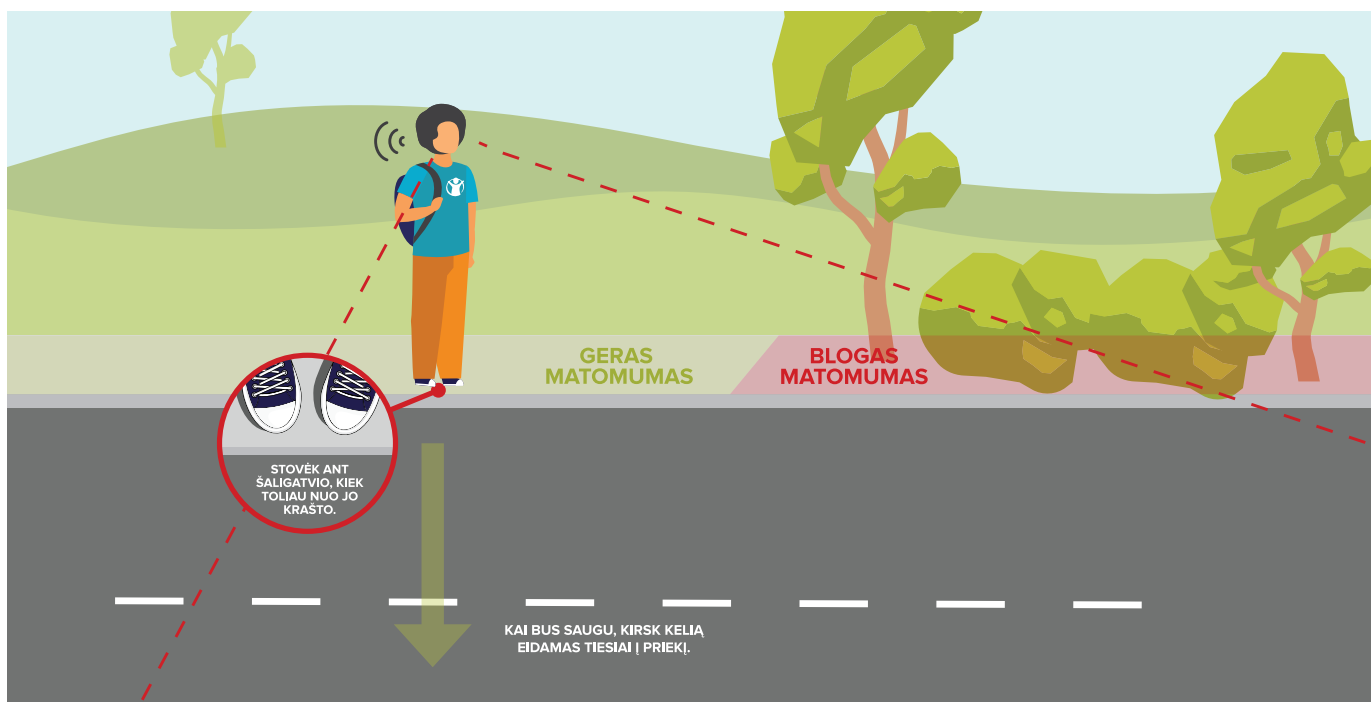 GERAS
MATOMUMAS
BLOGAS
MATOMUMAS
STOVĖK ANT
ŠALIGATVIO, KIEK
TOLIAU NUO JO
KRAŠTO.
KAI BUS SAUGU, KIRSK KELIĄ
EIDAMAS TIESIAI Į PRIEKĮ.